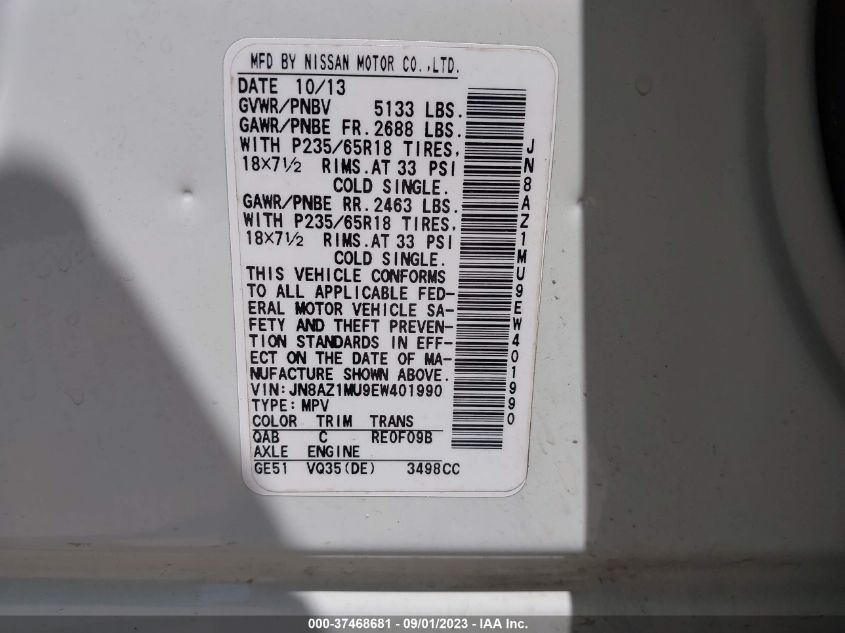 MFD BY NISSAN MOTOR CO.,LTD.
DATE 10/13
GVWR/PNBV 5133 LBS.
GAWR/PNBE FR. 2688 LBS.
WITH P235/65R18 TIRES,
18×7½ RIMS. AT 33 PSI
COLD SINGLE.
GAWR/PNBE RR. 2463 LBS.
WITH P235/65R18 TIRES,
18×7½ RIMS. AT 33 PSI
COLD SINGLE.
THIS VEHICLE CONFORMS
TO ALL APPLICABLE FED-
ERAL MOTOR VEHICLE SA-
FETY AND THEFT PREVEN-
TION STANDARDS IN EFF-
ECT ON THE DATE OF MA-
NUFACTURE SHOWN ABOVE.
VIN:JN8AZ1MU9EW401990
TYPE:MPV
COLOR TRIM TRANS
QAB C RE0F09B
AXLE ENGINE
GE51 VQ35(DE) 3498CC
JN8AZ1MU9EW401990
000-37468681 - 09/01/2023 - IAA Inc.